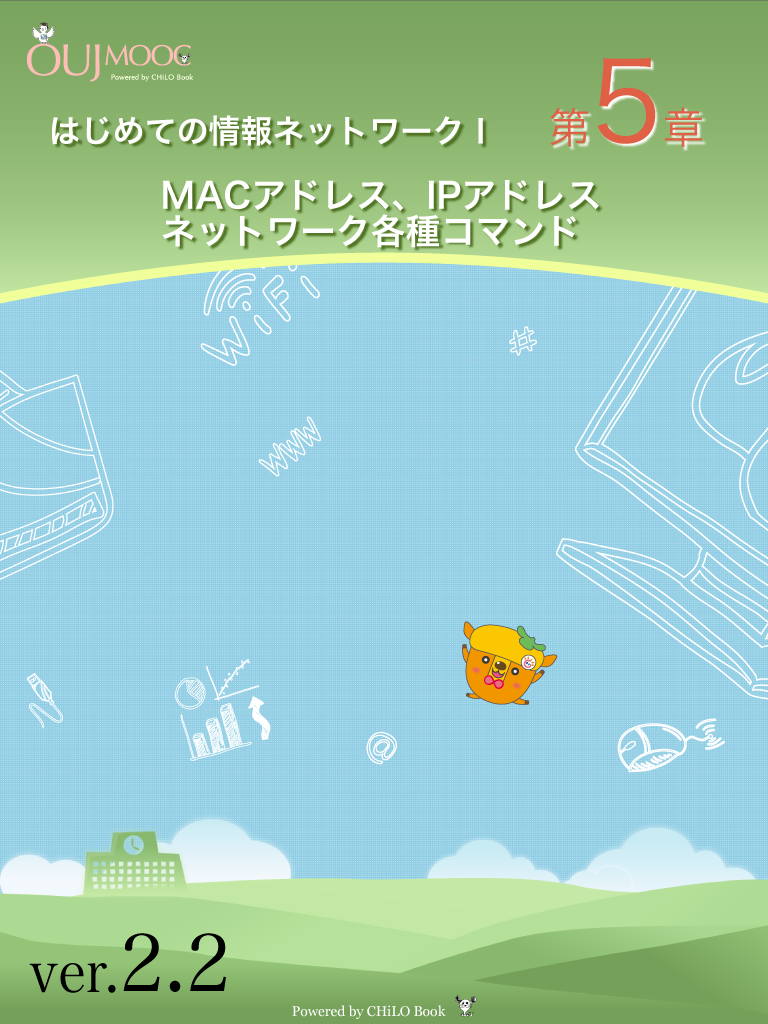 OUJ MOOC
Powered by CHiLO Book
はじめての情報ネットワークⅠ
第5章
MACアドレス、IPアドレス
ネットワーク各種コマンド
WiFi
#
WWW
@
ver.2.2
Powered by CHiLO Book